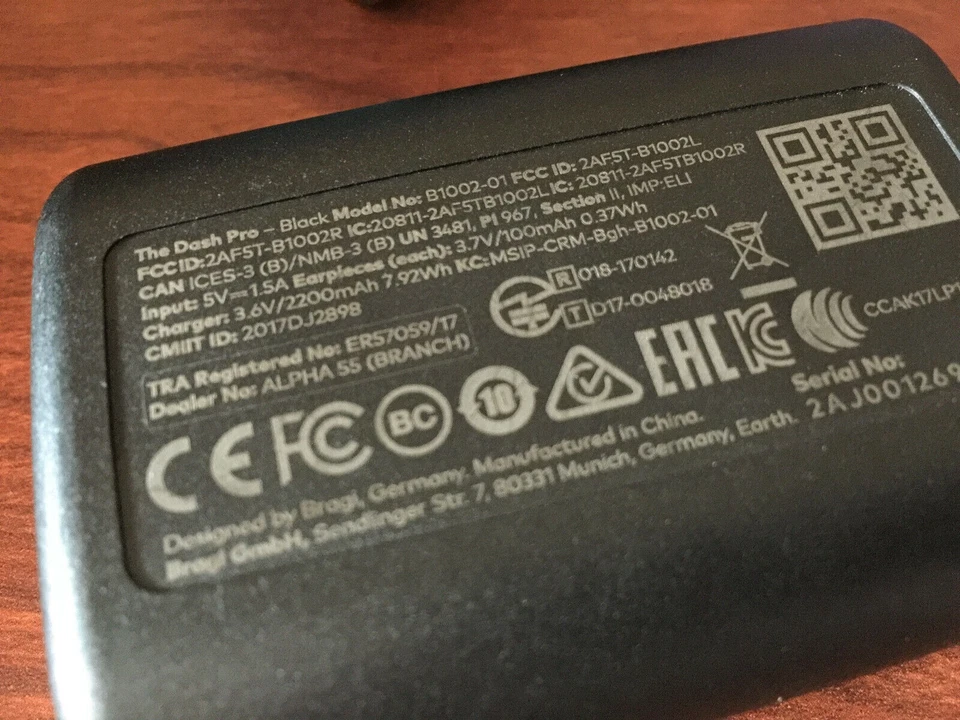 The Dash Pro – Black Model No: B1002-01 FCC ID: 2AF5T-B1002L
FCC ID:2AF5T-B1002R IC:20811-2AF5TB1002L IC: 20811-2AF5TB1002R
CAN ICES-3 (B)/NMB-3 (B) UN 3481, PI 967, Section II, IMP:ELI
Input: 5V⎓1.5A Earpieces (each): 3.7V/100mAh 0.37Wh
Charger: 3.6V/2200mAh 7.92Wh KC:MSIP-CRM-Bgh-B1002-01
CMIIT ID: 2017DJ2898
R 018-170142
T D17-0048018
TRA Registered No: ER57059/17
Dealer No: ALPHA 55 (BRANCH)
CE FC BC 10 EAC KC CCAK17LP1
Designed by Bragi, Germany. Manufactured in China.
Bragi GmbH, Sendlinger Str. 7, 80331 Munich, Germany, Earth.
Serial No:
2AJ001269